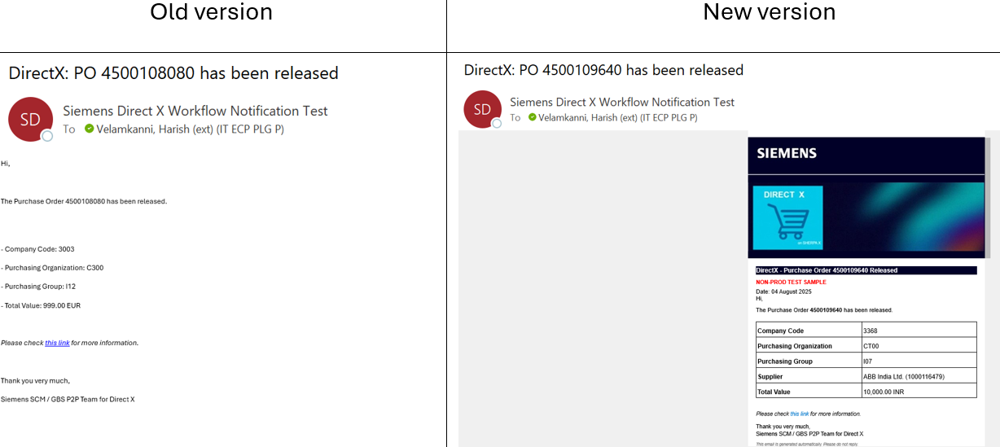 Old version
DirectX: PO 4500108080 has been released
SD
Siemens Direct X Workflow Notification Test
To Velamkanni, Harish (ext) (IT ECP PLG P)
Hi,
The Purchase Order 4500108080 has been released.
- Company Code: 3003
- Purchasing Organization: C300
- Purchasing Group: I12
- Total Value: 999.00 EUR
Please check this link for more information.
Thank you very much,
Siemens SCM / GBS P2P Team for Direct X
New version
DirectX: PO 4500109640 has been released
SD
Siemens Direct X Workflow Notification Test
To Velamkanni, Harish (ext) (IT ECP PLG P)
SIEMENS
DIRECT X
on SHERPA X
DirectX - Purchase Order 4500109640 Released
NON-PROD TEST SAMPLE
Date: 04 August 2025
Hi,
The Purchase Order 4500109640 has been released.
Company Code 3368
Purchasing Organization CT00
Purchasing Group I07
Supplier ABB India Ltd. (1000116479)
Total Value 10,000.00 INR
Please check this link for more information.
Thank you very much,
Siemens SCM / GBS P2P Team for Direct X
This email is generated automatically. Please do not reply.